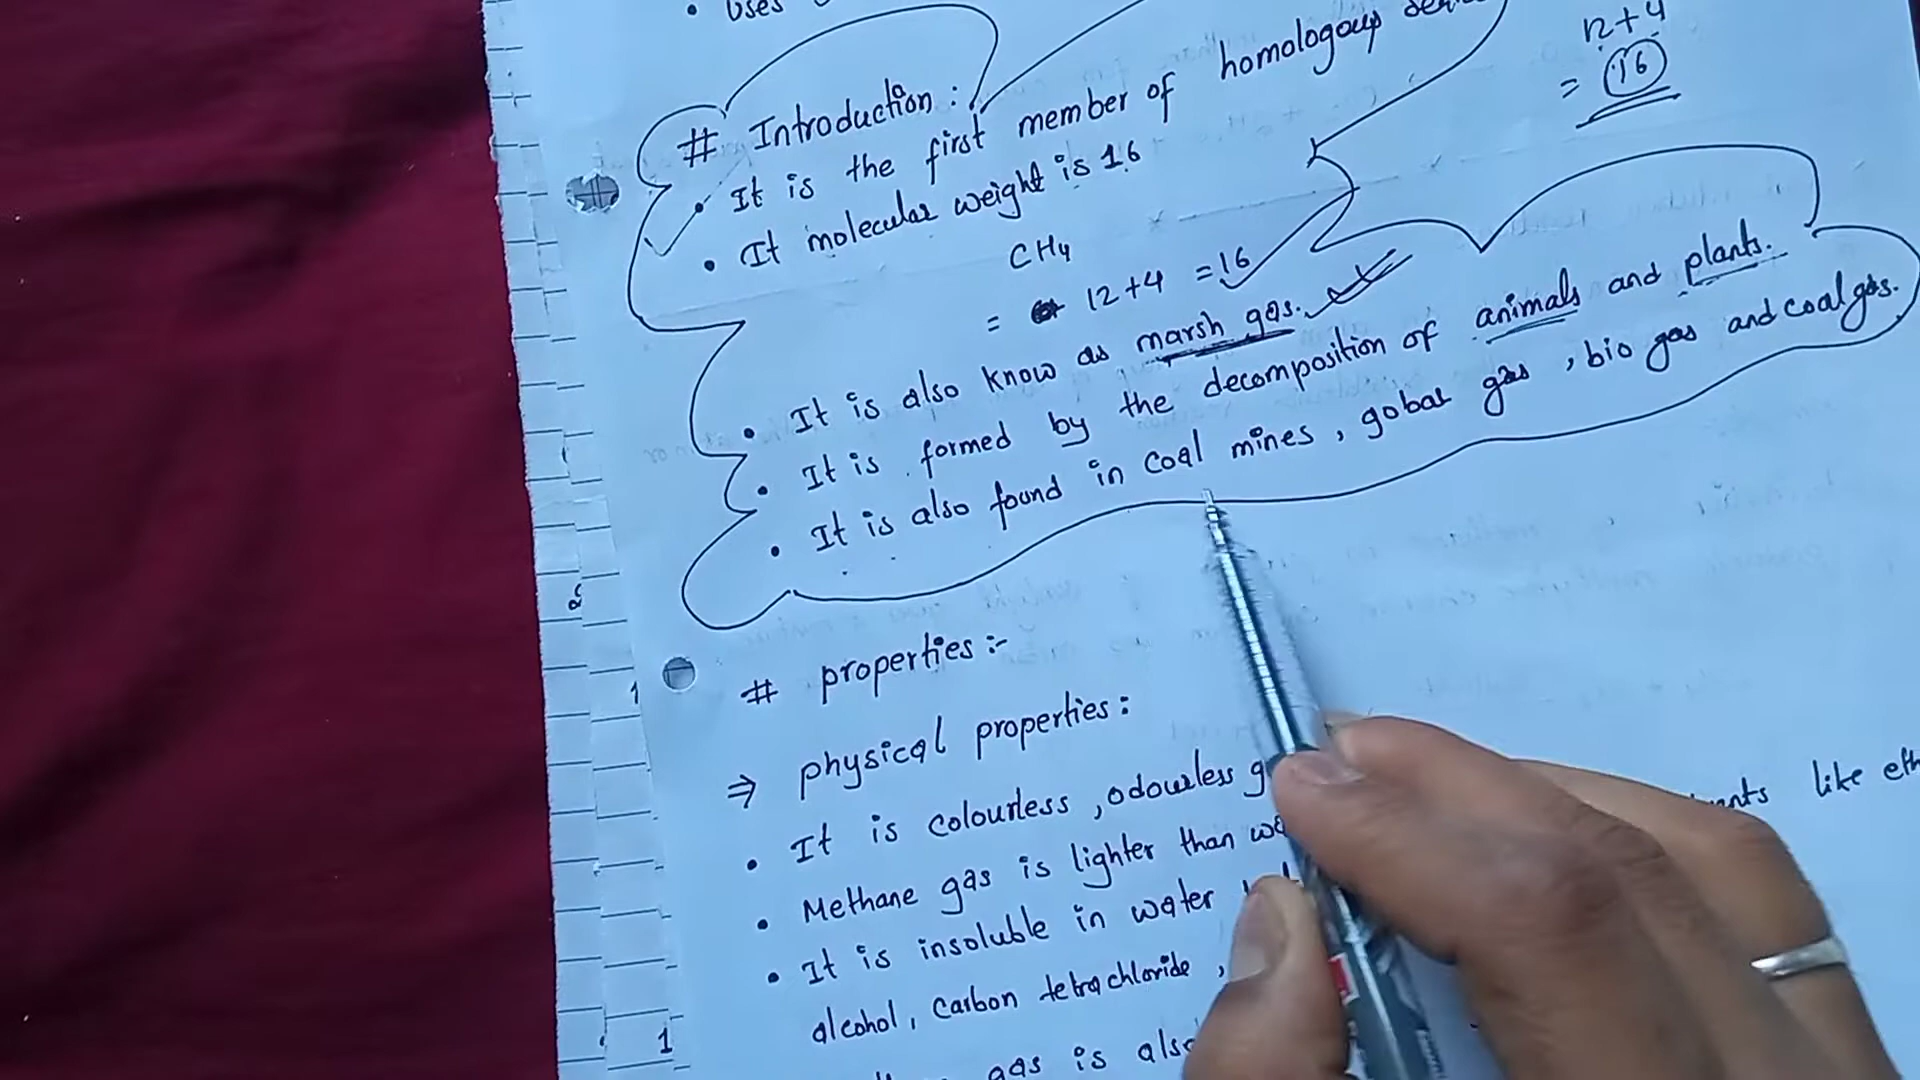 • Uses
12+4
= 16
# Introduction :
• It is the first member of homologous
• It molecular weight is 16
CH4
= 12+4 = 16
• It is also know as marsh gas.
• It is formed by the decomposition of animals and plants.
• It is also found in coal mines, gobar gas, bio gas and coal gas.
# properties :-
⇒ physical properties :
• It is colourless, odourless
• Methane gas is lighter than
• It is insoluble in water like
alcohol, carbon tetrachloride,
gas is also
1
1